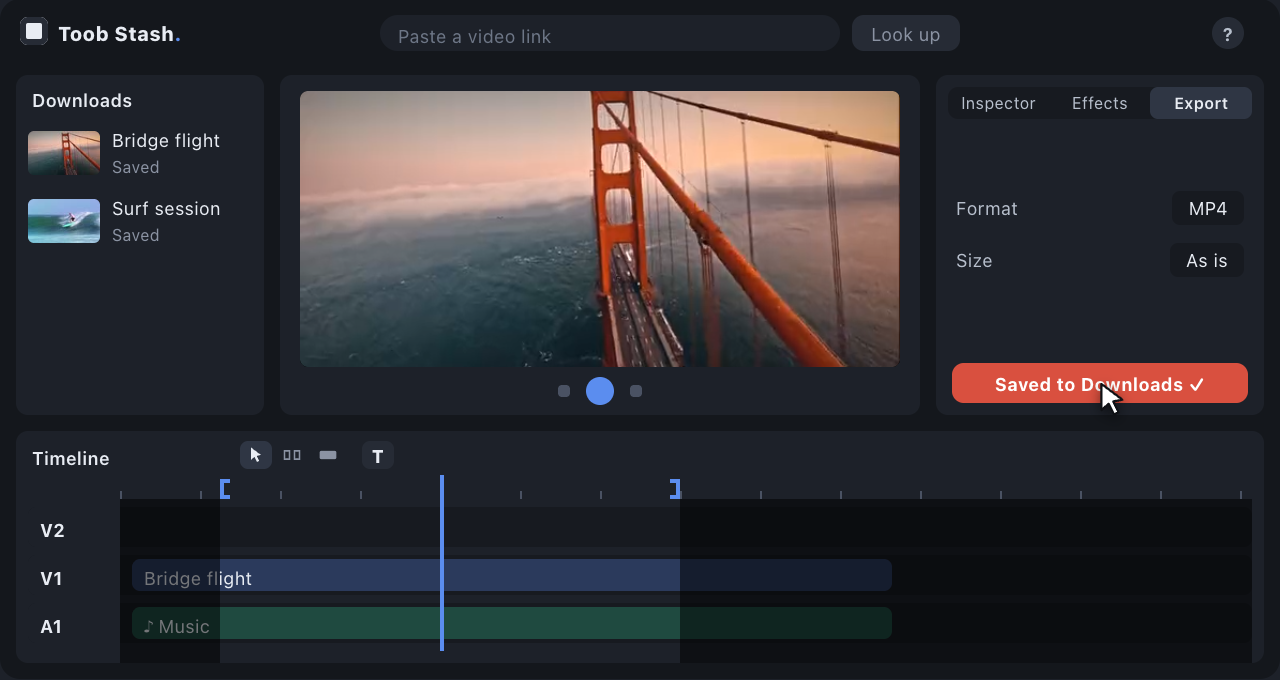 Toob Stash.
Paste a video link
Look up
?
Downloads
Bridge flight
Saved
Surf session
Saved
Inspector
Effects
Export
Format
MP4
Size
As is
Saved to Downloads ✓
Timeline
T
V2
V1
Bridge flight
A1
♪ Music